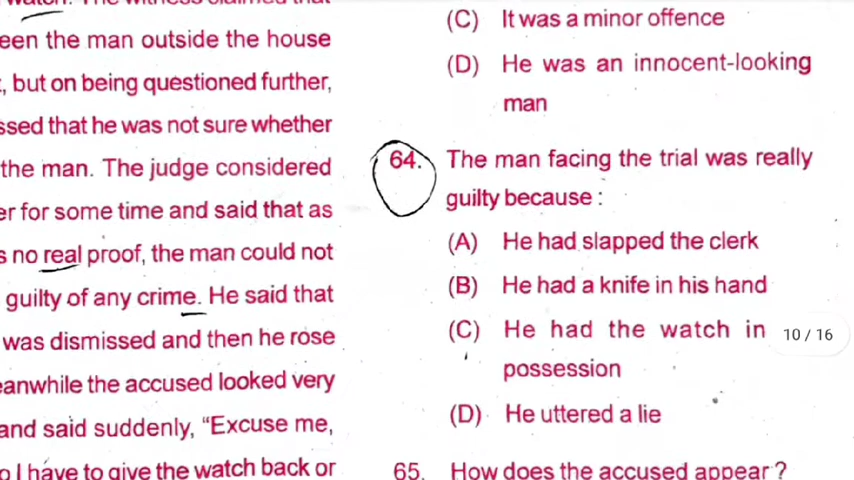 watch. The witness claimed that
een the man outside the house
, but on being questioned further,
ssed that he was not sure whether
the man. The judge considered
er for some time and said that as
s no real proof, the man could not
guilty of any crime. He said that
was dismissed and then he rose
eanwhile the accused looked very
and said suddenly, “Excuse me,
o I have to give the watch back or
(C) It was a minor offence
(D) He was an innocent-looking
man
64. The man facing the trial was really
guilty because :
(A) He had slapped the clerk
(B) He had a knife in his hand
(C) He had the watch in
possession
(D) He uttered a lie
65. How does the accused appear ?
10 / 16